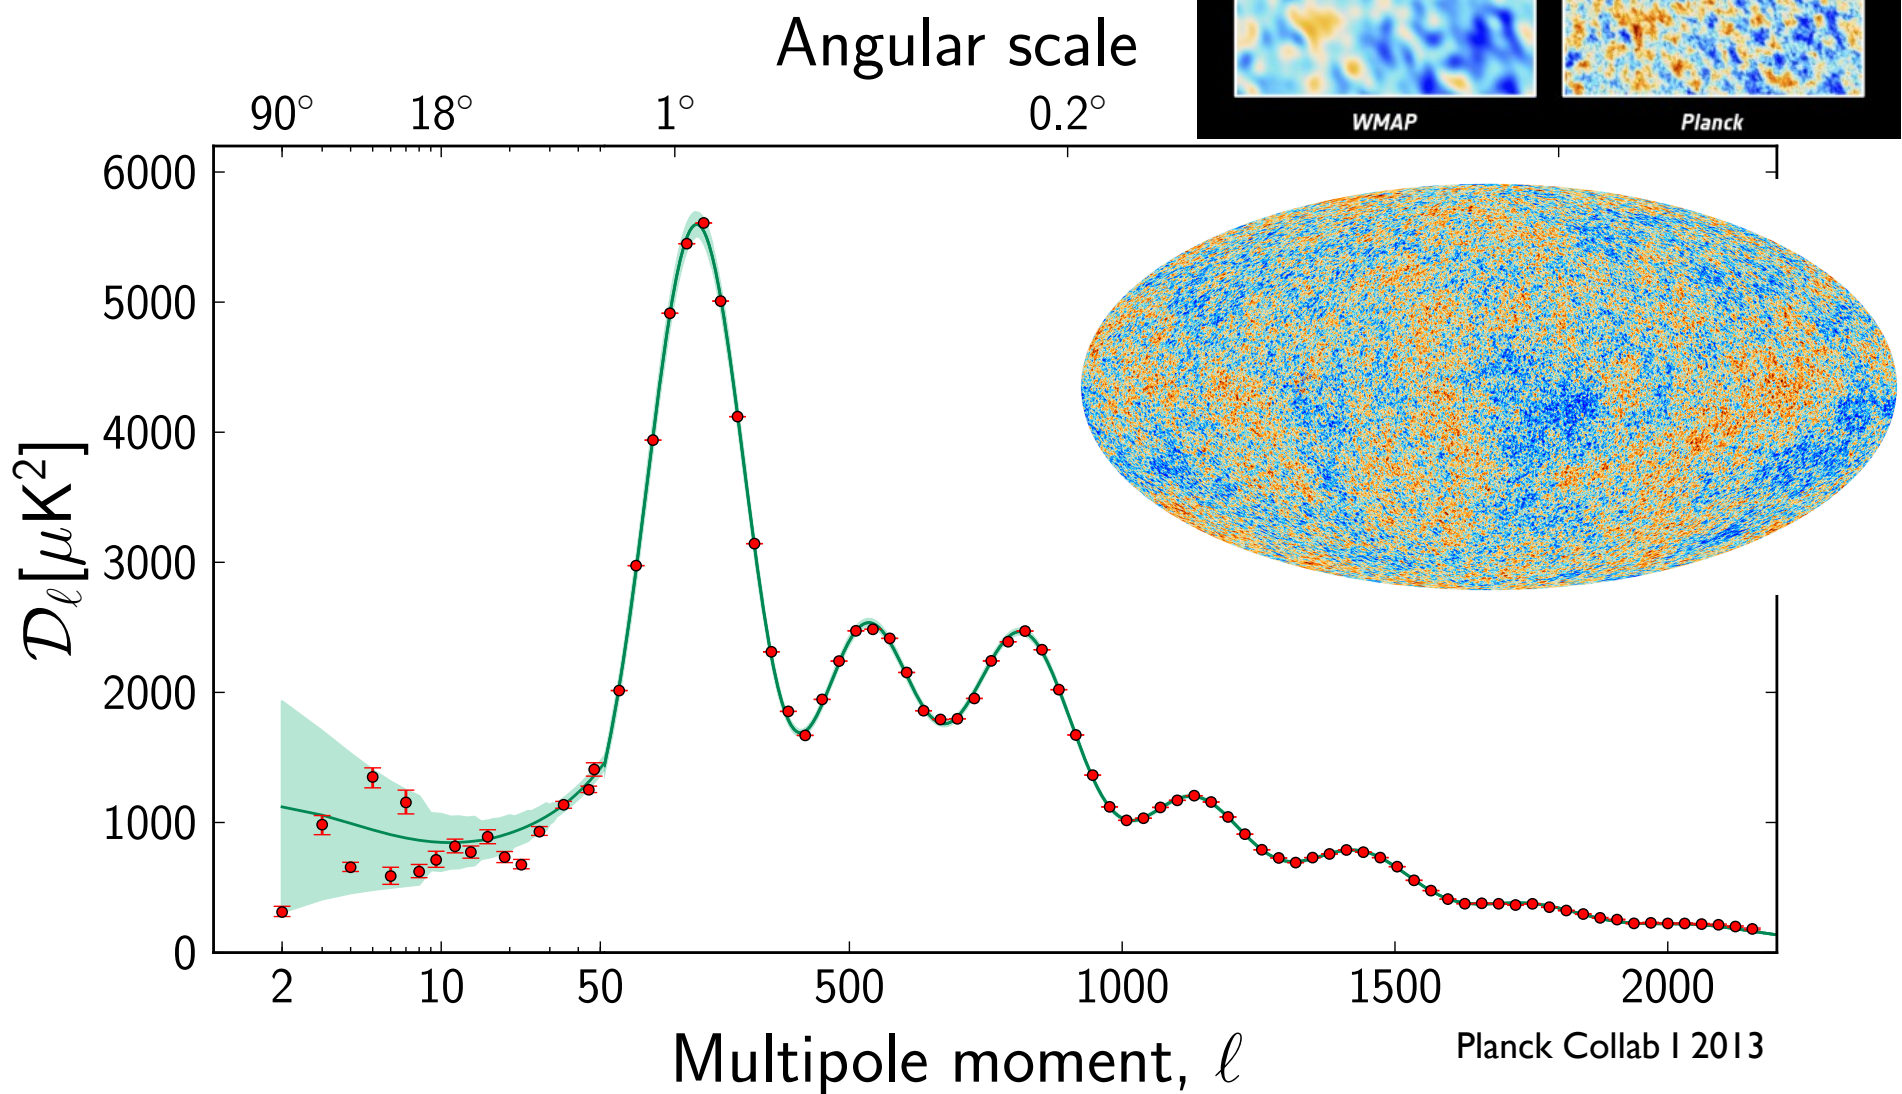 Angular scale
90° 18° 1° 0.2°
WMAP Planck
6000
5000
4000
3000
2000
1000
0
𝒟ℓ[μK²]
2 10 50 500 1000 1500 2000
Multipole moment, ℓ
Planck Collab I 2013